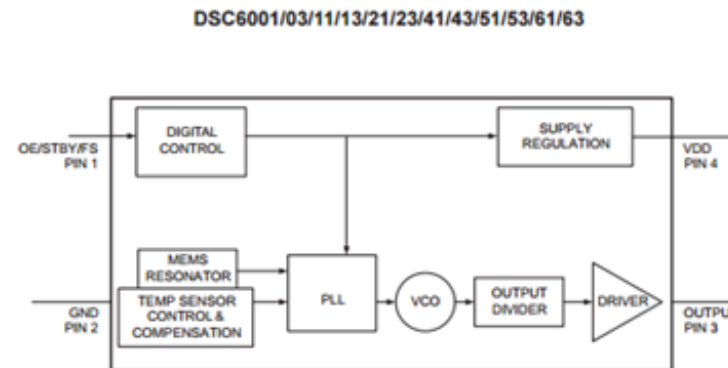 DSC6001/03/11/13/21/23/41/43/51/53/61/63
OE/STBY/FS
PIN 1
DIGITAL
CONTROL
SUPPLY
REGULATION
VDD
PIN 4
MEMS
RESONATOR
TEMP SENSOR
CONTROL &
COMPENSATION
GND
PIN 2
PLL
VCO
OUTPUT
DIVIDER
DRIVER
OUTPU
PIN 3